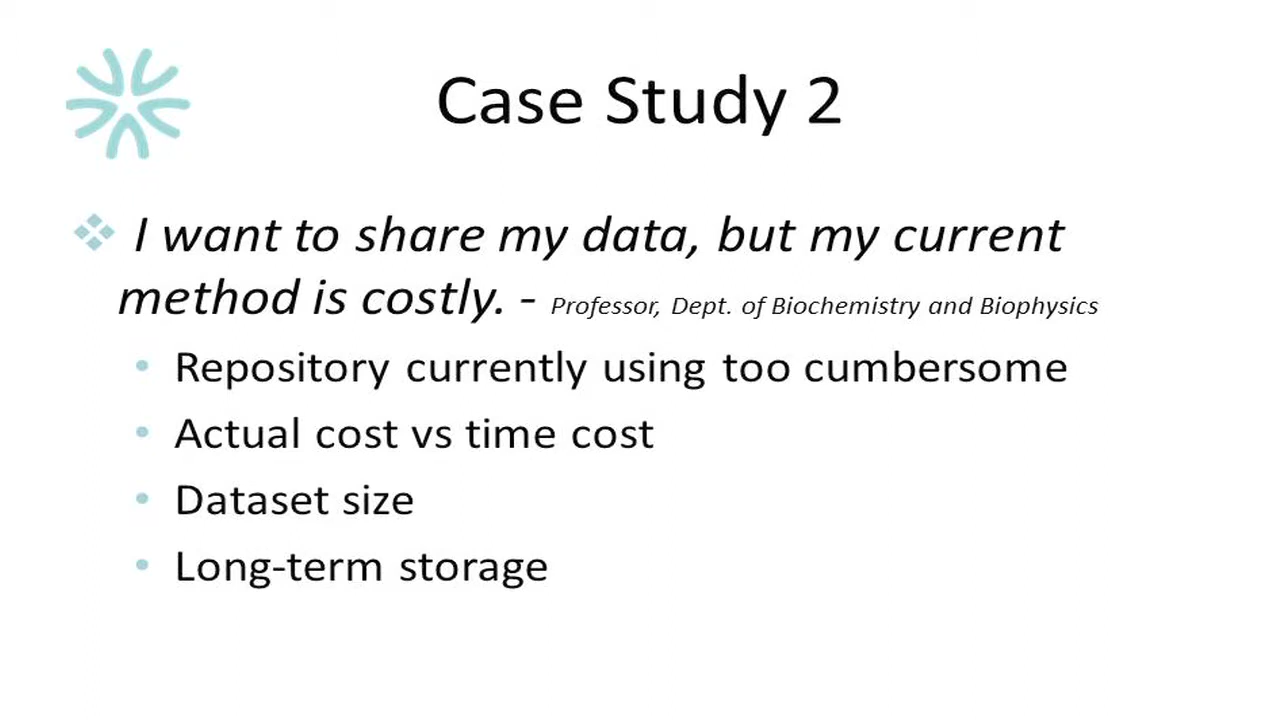 Case Study 2
❖ I want to share my data, but my current
method is costly. - Professor, Dept. of Biochemistry and Biophysics
• Repository currently using too cumbersome
• Actual cost vs time cost
• Dataset size
• Long-term storage